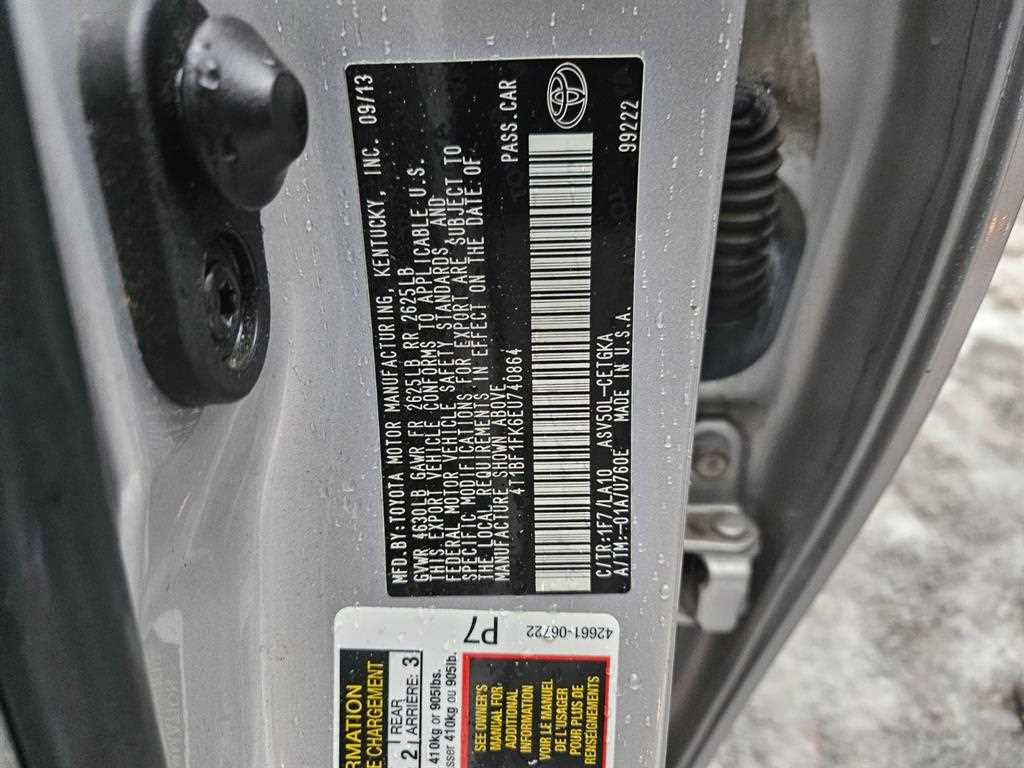 MFD BY:TOYOTA MOTOR MANUFACTURING, KENTUCKY, INC. 09/13
GVWR 4630LB GAWR FR 2625LB RR 2625LB
THIS EXPORT VEHICLE CONFORMS TO APPLICABLE U.S.
FEDERAL MOTOR VEHICLE SAFETY STANDARDS, AND
SPECIFIC MODIFICATIONS FOR EXPORT ARE SUBJECT TO
THE LOCAL REQUIREMENTS IN EFFECT ON THE DATE OF
MANUFACTURE SHOWN ABOVE.
4T1BF1FK6EU740864 PASS.CAR
C/TR:1F7/LA10 ASV50L-CETGKA 99222
A/TM:-01A/U760E MADE IN U.S.A.
P7
42661-06722
2 REAR
ARRIÈRE: 3
410kg or 905lbs.
410kg ou 905lb.
SEE OWNER'S
MANUAL FOR
ADDITIONAL
INFORMATION
VOIR LE MANUEL
DE L'USAGER
POUR PLUS DE
RENSEIGNEMENTS